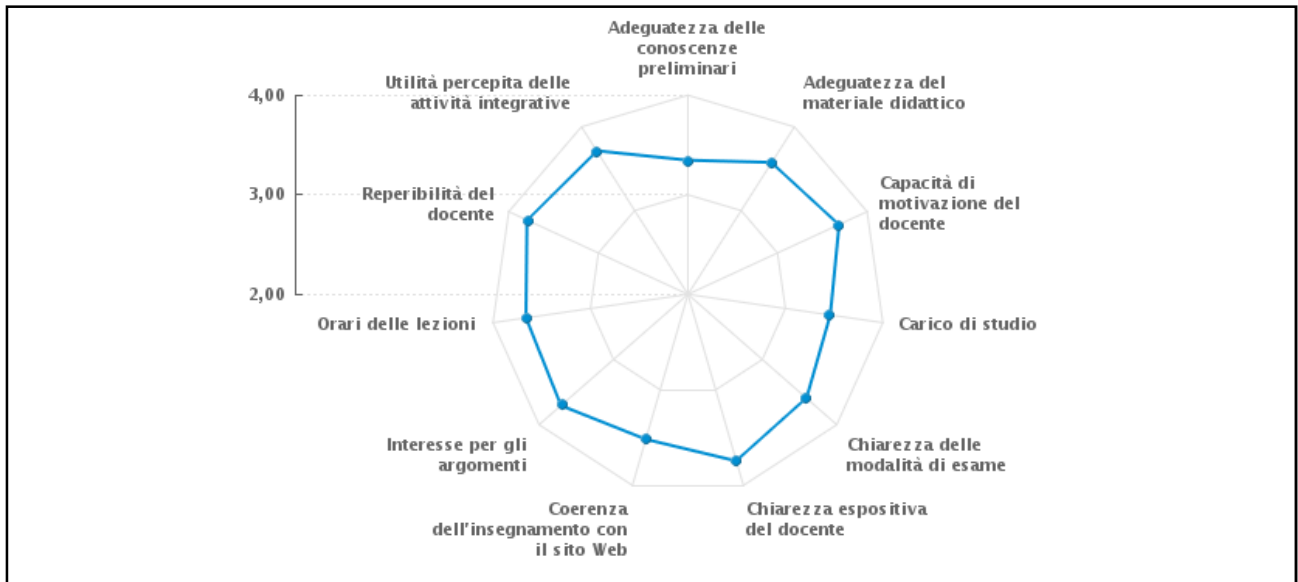 Adeguatezza delle
conoscenze
preliminari
Utilità percepita delle
attività integrative
Adeguatezza del
materiale didattico
4,00
Capacità di
motivazione del
docente
3,00
Reperibilità del
docente
2,00
Orari delle lezioni
Carico di studio
Interesse per gli
argomenti
Chiarezza delle
modalità di esame
Coerenza
dell'insegnamento con
il sito Web
Chiarezza espositiva
del docente